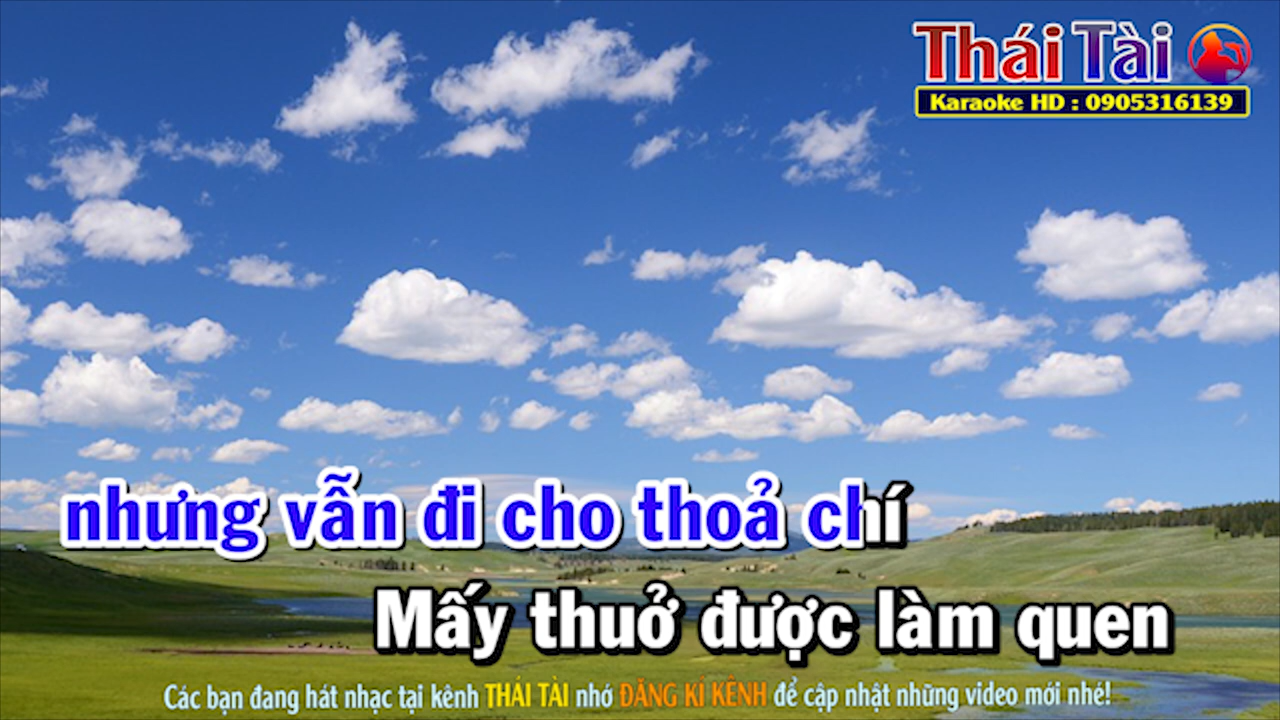 Thái Tài
Karaoke HD : 0905316139
nhưng vẫn đi cho thoả chí
Mấy thuở được làm quen
Các bạn đang hát nhạc tại kênh THÁI TÀI nhớ ĐĂNG KÍ KÊNH để cập nhật những video mới nhé!